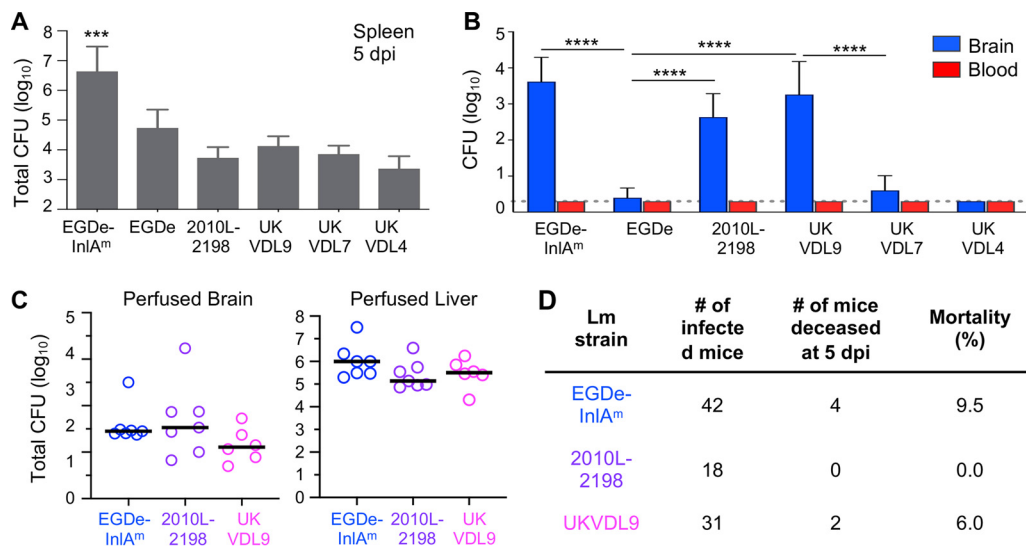 A
Spleen
5 dpi
***
Total CFU (log10)
8
7
6
5
4
3
2
EGDe-
InlAm
EGDe
2010L-
2198
UK
VDL9
UK
VDL7
UK
VDL4
B
Brain
Blood
****
****
****
****
CFU (log10)
5
4
3
2
1
0
EGDe-
InlAm
EGDe
2010L-
2198
UK
VDL9
UK
VDL7
UK
VDL4
C
Perfused Brain
Total CFU (log10)
5
4
3
2
2
1
0
EGDe-
InlAm
2010L-
2198
UK
VDL9
Perfused Liver
8
6
5
4
3
2
1
0
EGDe-
InlAm
2010L-
2198
UK
VDL9
D
Lm
strain
# of
infecte
d mice
# of mice
deceased
at 5 dpi
Mortality
(%)
EGDe-
InlAm
42
4
9.5
2010L-
2198
18
0
0.0
UKVDL9
31
2
6.0